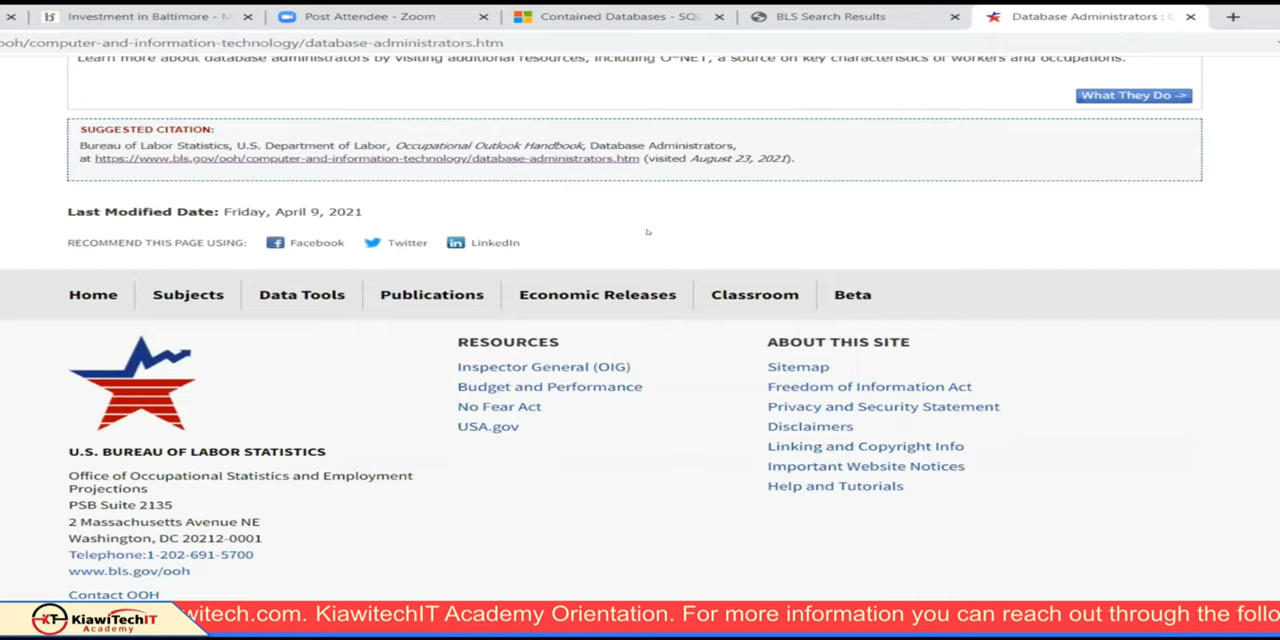 Investment in Baltimore - M
Post Attendee - Zoom
Contained Databases - SQL
BLS Search Results
Database Administrators :
ooh/computer-and-information-technology/database-administrators.htm
Learn more about database administrators by visiting additional resources, including O*NET, a source on key characteristics of workers and occupations.
What They Do ->
SUGGESTED CITATION:
Bureau of Labor Statistics, U.S. Department of Labor, Occupational Outlook Handbook, Database Administrators,
at https://www.bls.gov/ooh/computer-and-information-technology/database-administrators.htm (visited August 23, 2021).
Last Modified Date: Friday, April 9, 2021
RECOMMEND THIS PAGE USING: Facebook Twitter LinkedIn
Home Subjects Data Tools Publications Economic Releases Classroom Beta
RESOURCES
Inspector General (OIG)
Budget and Performance
No Fear Act
USA.gov
ABOUT THIS SITE
Sitemap
Freedom of Information Act
Privacy and Security Statement
Disclaimers
Linking and Copyright Info
Important Website Notices
Help and Tutorials
U.S. BUREAU OF LABOR STATISTICS
Office of Occupational Statistics and Employment
Projections
PSB Suite 2135
2 Massachusetts Avenue NE
Washington, DC 20212-0001
Telephone:1-202-691-5700
www.bls.gov/ooh
Contact OOH
KT KiawiTechIT
Academy
witech.com. KiawitechIT Academy Orientation. For more information you can reach out through the follo